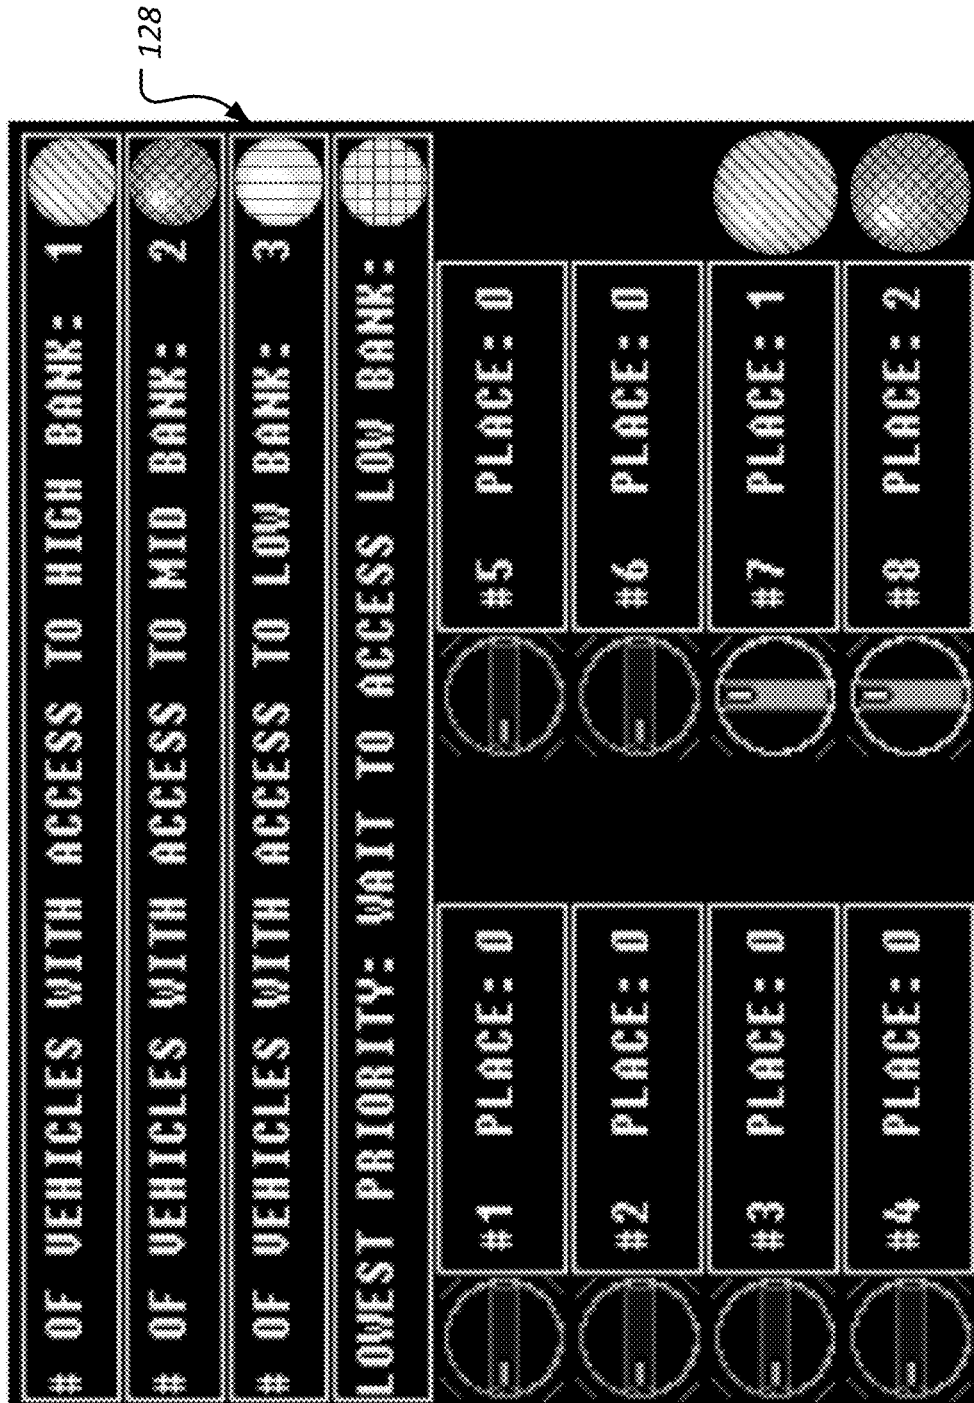 128
# OF VEHICLES WITH ACCESS TO HIGH BANK: 1
# OF VEHICLES WITH ACCESS TO MID BANK: 2
# OF VEHICLES WITH ACCESS TO LOW BANK: 3
LOWEST PRIORITY: WAIT TO ACCESS LOW BANK:
#1 PLACE: 0
#5 PLACE: 0
#2 PLACE: 0
#6 PLACE: 0
#3 PLACE: 0
#7 PLACE: 1
#4 PLACE: 0
#8 PLACE: 2